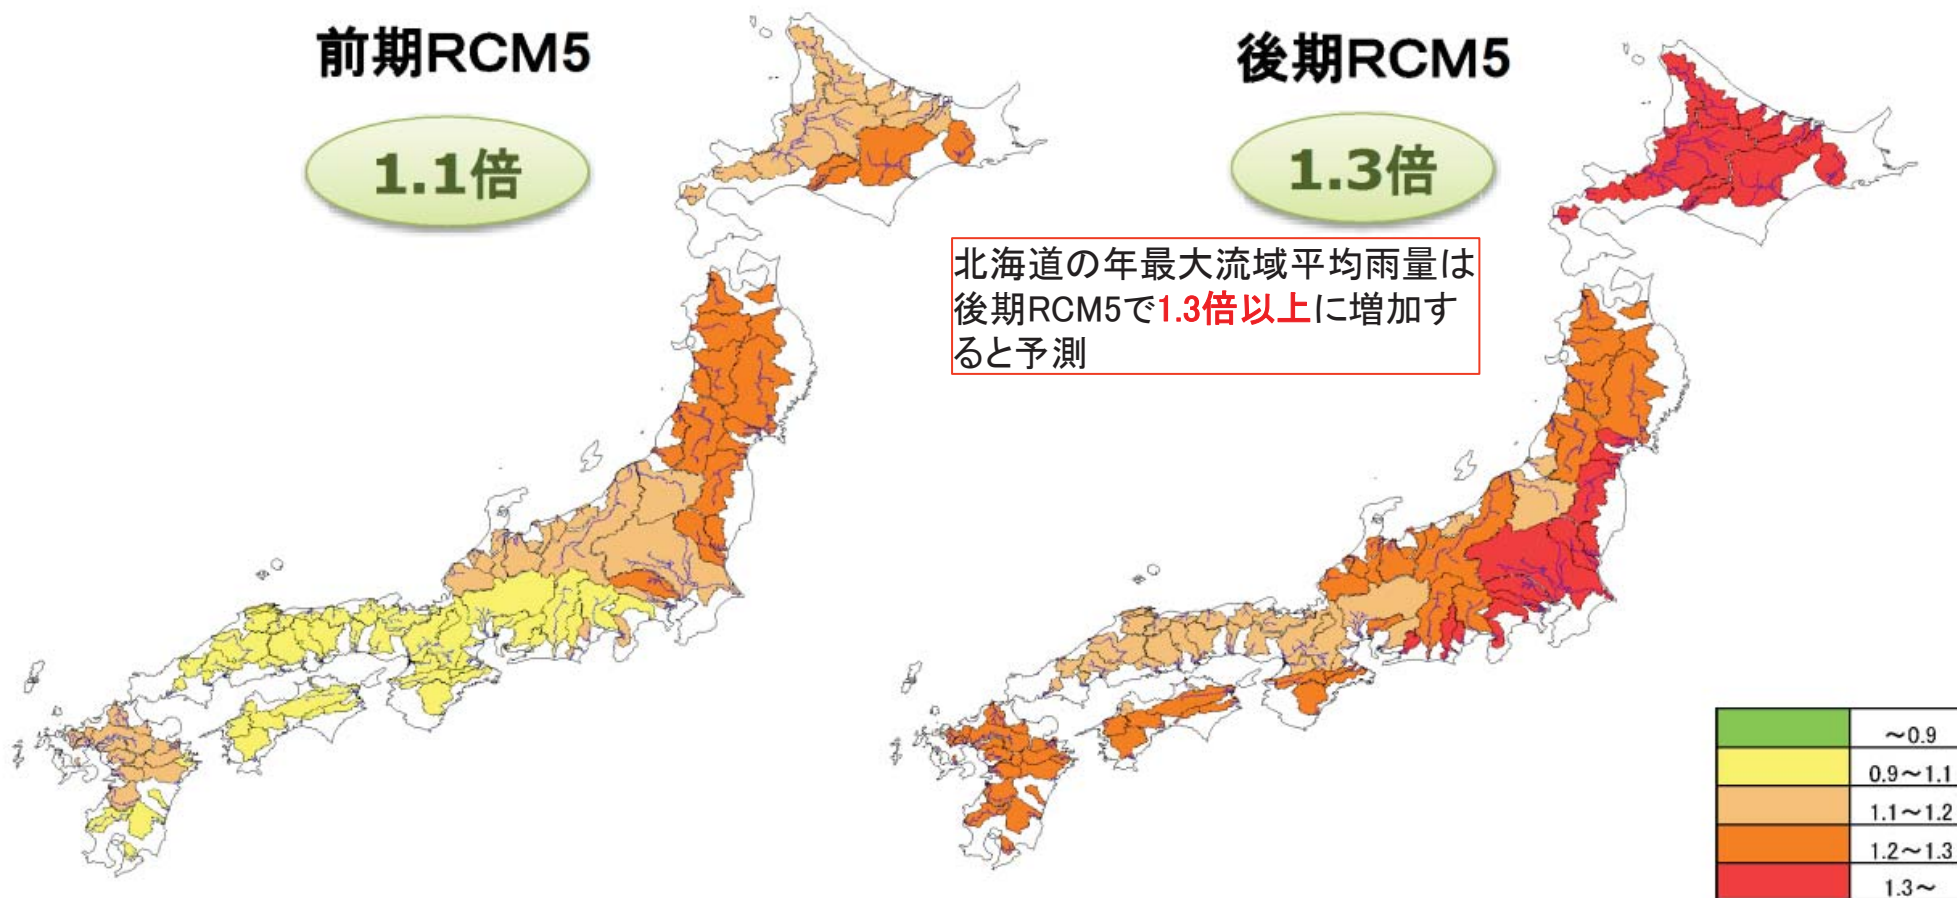 前期RCM5
1.1倍
後期RCM5
1.3倍
北海道の年最大流域平均雨量は
後期RCM5で1.3倍以上に増加す
ると予測
～0.9
0.9～1.1
1.1～1.2
1.2～1.3
1.3～